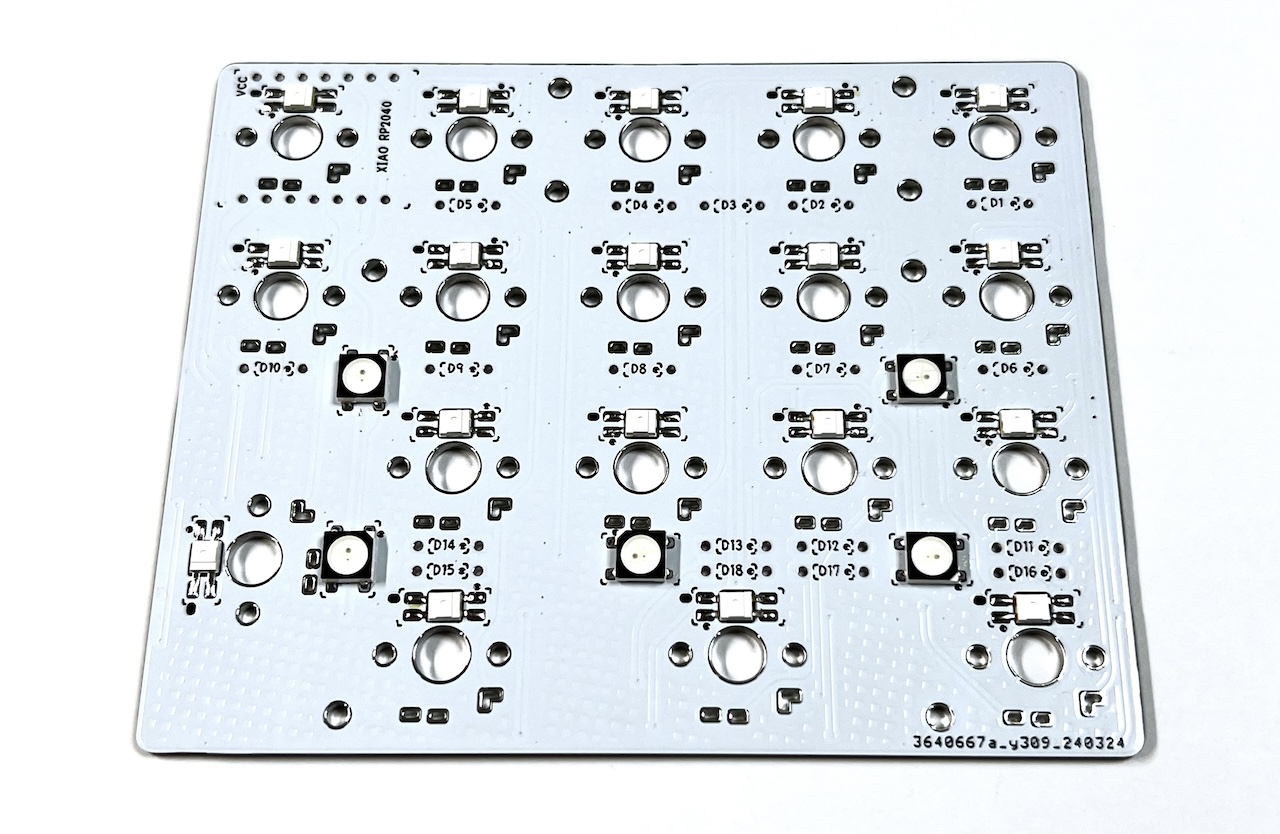 VCC
XIAO RP2040
D5 D4 D3 D2 D1
D10 D9 D8 D7 D6
D14 D13 D12 D11
D15 D18 D17 D16
3640667a_y309_240324